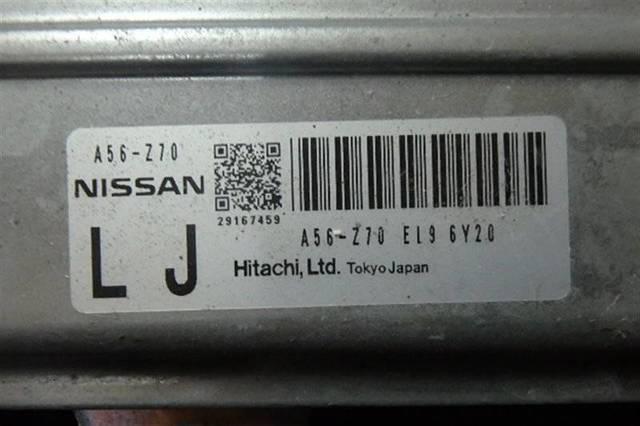 A56-Z70
NISSAN
29167459
L J
A56-Z70 EL9 6Y20
Hitachi, Ltd. Tokyo Japan